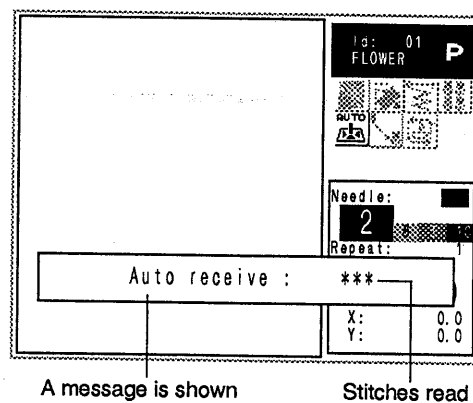 Id: 01
FLOWER P
AUTO
Needle:
2 10
Repeat:
1
Auto receive : ***
X: 0.0
Y: 0.0
A message is shown
Stitches read